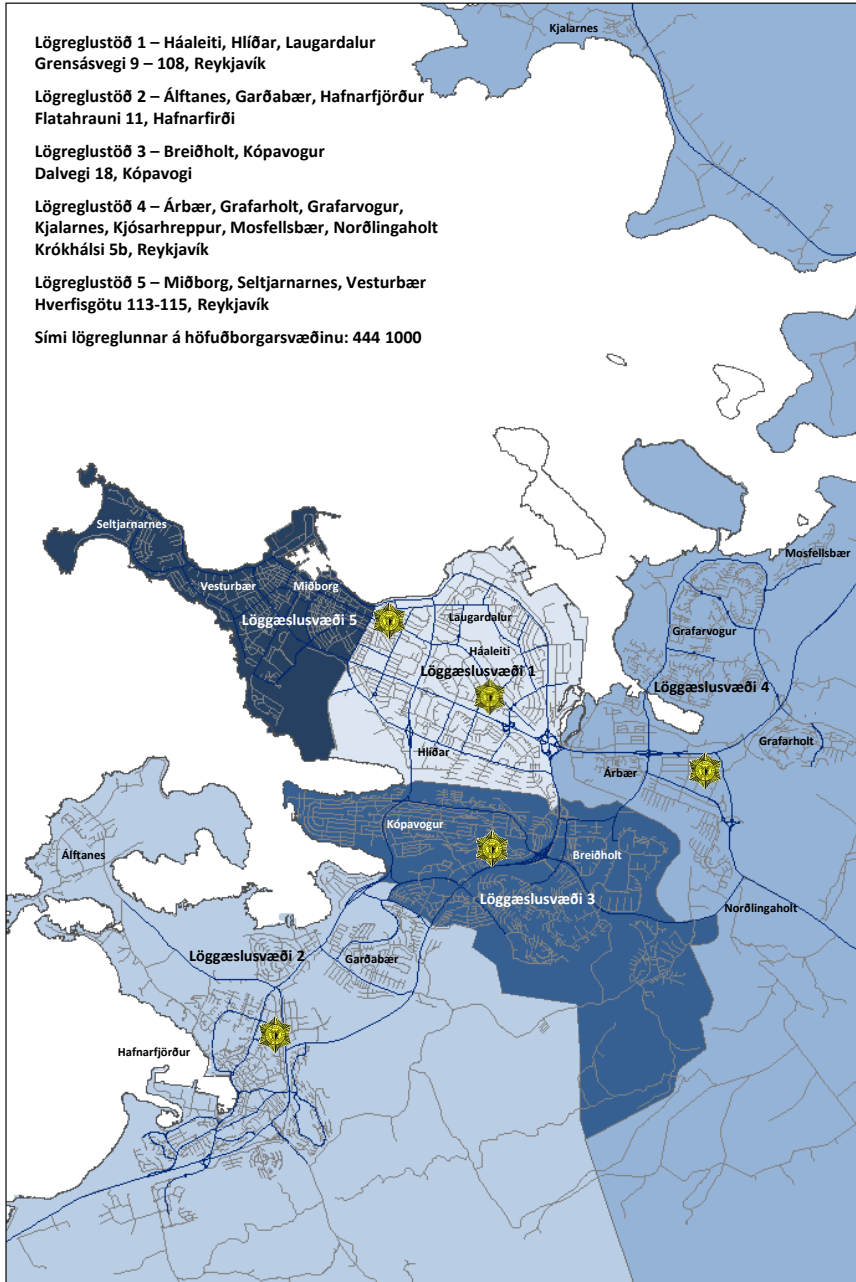 Lögreglustöð 1 – Háaleiti, Hlíðar, Laugardalur
Grensásvegi 9 – 108, Reykjavík
Lögreglustöð 2 – Álftanes, Garðabær, Hafnarfjörður
Flatahrauni 11, Hafnarfirði
Lögreglustöð 3 – Breiðholt, Kópavogur
Dalvegi 18, Kópavogi
Lögreglustöð 4 – Árbær, Grafarholt, Grafarvogur,
Kjalarnes, Kjósarhreppur, Mosfellsbær, Norðlingaholt
Krókhálsi 5b, Reykjavík
Lögreglustöð 5 – Miðborg, Seltjarnarnes, Vesturbær
Hverfisgötu 113-115, Reykjavík
Sími lögreglunnar á höfuðborgarsvæðinu: 444 1000
Kjalarnes
Seltjarnarnes
Mosfellsbær
Vesturbær
Miðborg
Laugardalur
Löggæslusvæði 5
Grafarvogur
Háaleiti
Löggæslusvæði 1
Löggæslusvæði 4
Hlíðar
Grafarholt
Árbær
Kópavogur
Breiðholt
Álftanes
Löggæslusvæði 3
Norðlingaholt
Löggæslusvæði 2
Garðabær
Hafnarfjörður